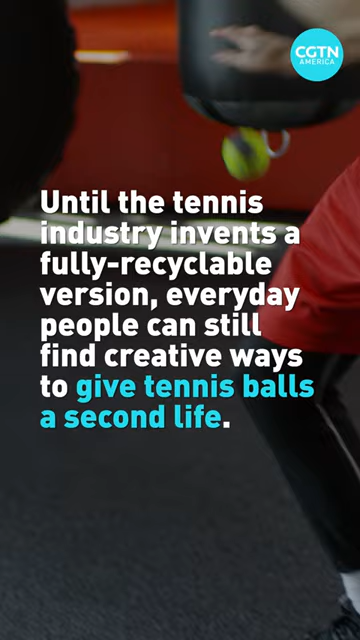 CGTN
AMERICA
Until the tennis
industry invents a
fully-recyclable
version, everyday
people can still
find creative ways
to give tennis balls
a second life.